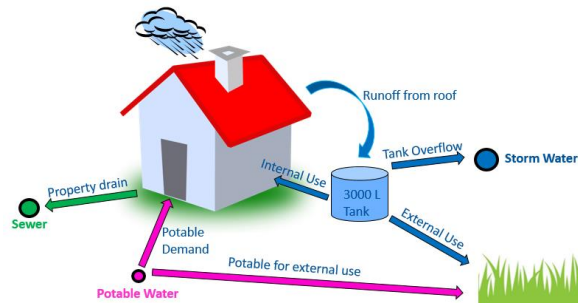 Runoff from roof
Tank Overflow
Storm Water
Internal Use
3000 L
Tank
Property drain
Sewer
External Use
Potable
Demand
Potable for external use
Potable Water